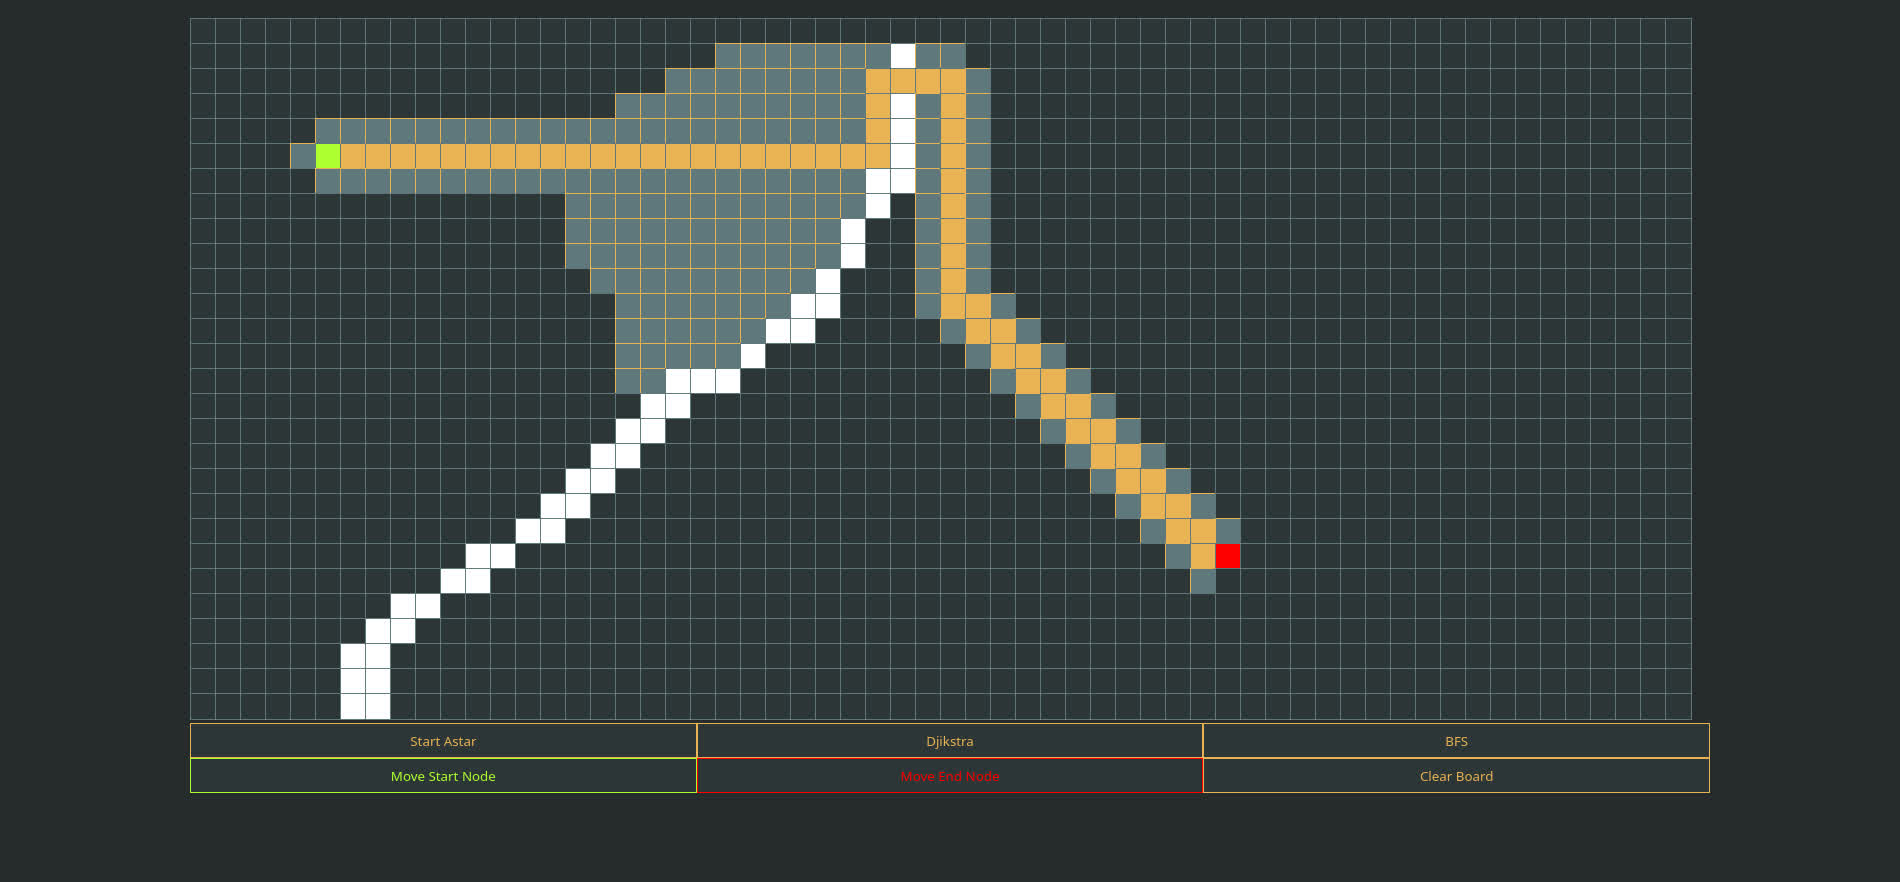 Start Astar
Djikstra
BFS
Move Start Node
Move End Node
Clear Board